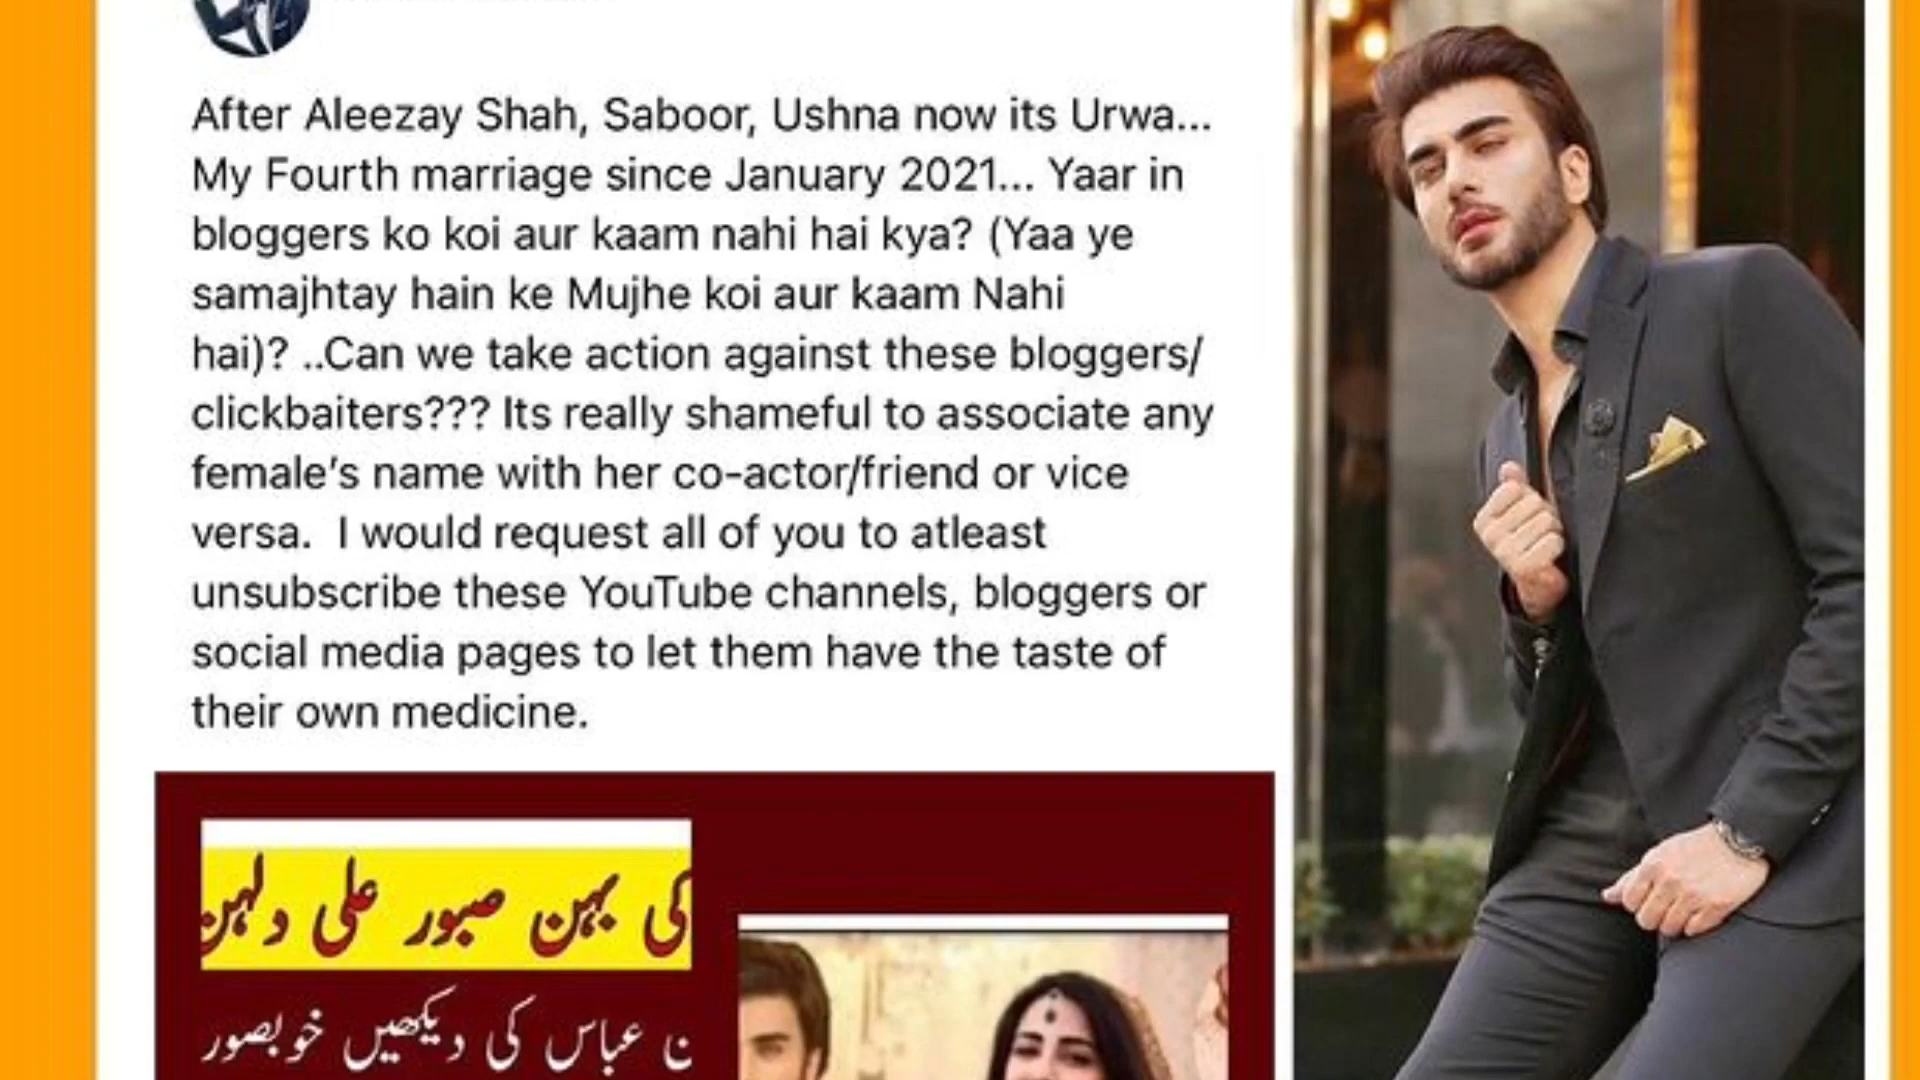 After Aleezay Shah, Saboor, Ushna now its Urwa...
My Fourth marriage since January 2021... Yaar in
bloggers ko koi aur kaam nahi hai kya? (Yaa ye
samajhtay hain ke Mujhe koi aur kaam Nahi
hai)? ..Can we take action against these bloggers/
clickbaiters??? Its really shameful to associate any
female's name with her co-actor/friend or vice
versa.  I would request all of you to atleast
unsubscribe these YouTube channels, bloggers or
social media pages to let them have the taste of
their own medicine.
کی بہن صبور علی دلہن
ن عباس کی دیکھیں خوبصور